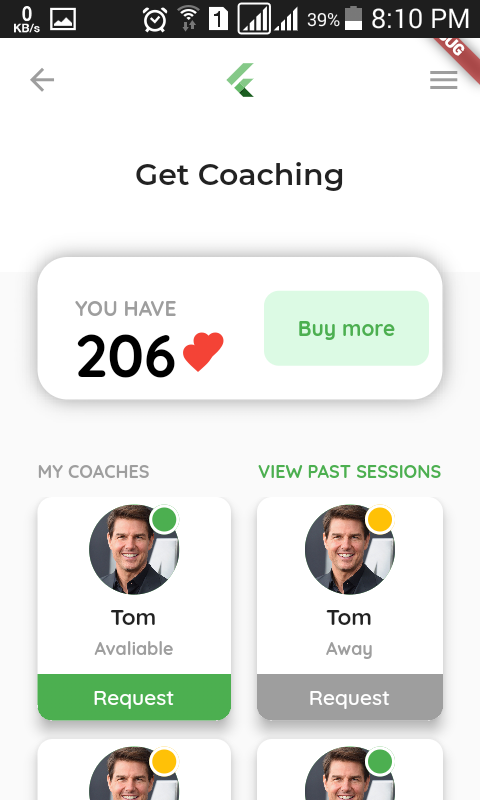 0 KB/s 1 39% 8:10 PM
BUG
Get Coaching
YOU HAVE
206
Buy more
MY COACHES VIEW PAST SESSIONS
Tom Tom
Avaliable Away
Request Request